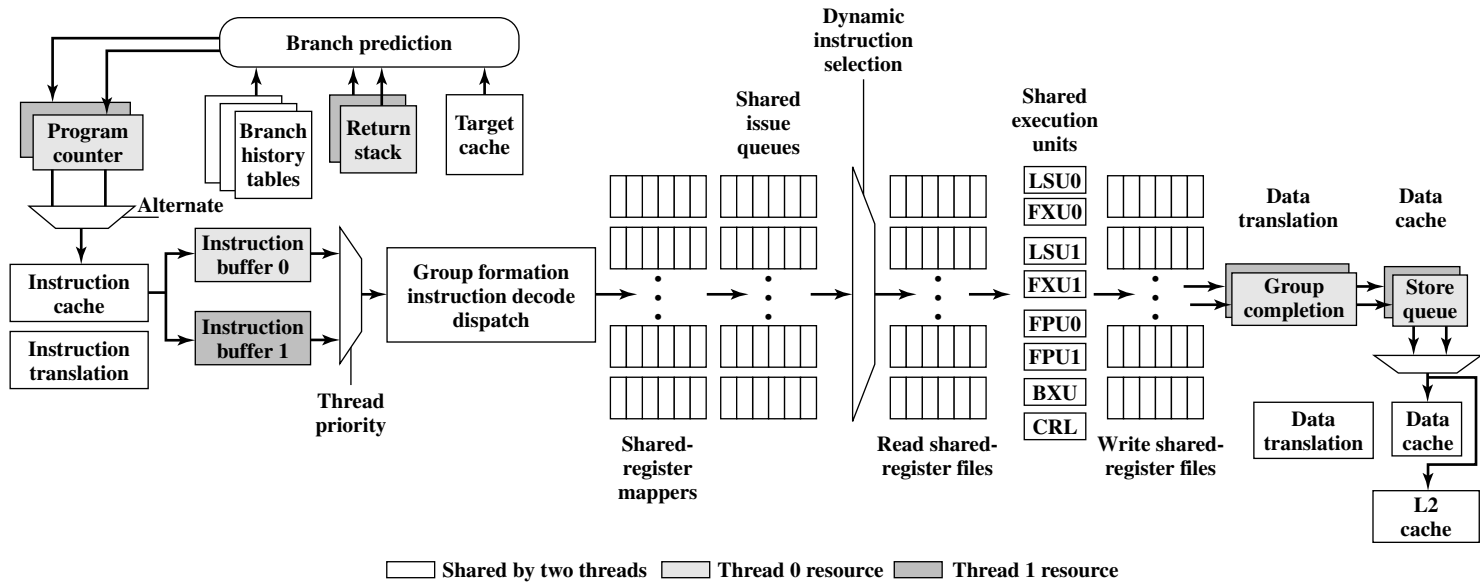 Branch prediction
Program
counter
Branch
history
tables
Return
stack
Target
cache
Alternate
Instruction
cache
Instruction
translation
Instruction
buffer 0
Instruction
buffer 1
Thread
priority
Group formation
instruction decode
dispatch
Shared-
register
mappers
Shared
issue
queues
Dynamic
instruction
selection
Read shared-
register files
Shared
execution
units
LSU0
FXU0
LSU1
FXU1
FPU0
FPU1
BXU
CRL
Write shared-
register files
Data
translation
Group
completion
Data
cache
Store
queue
Data
translation
Data
cache
L2
cache
Shared by two threads
Thread 0 resource
Thread 1 resource